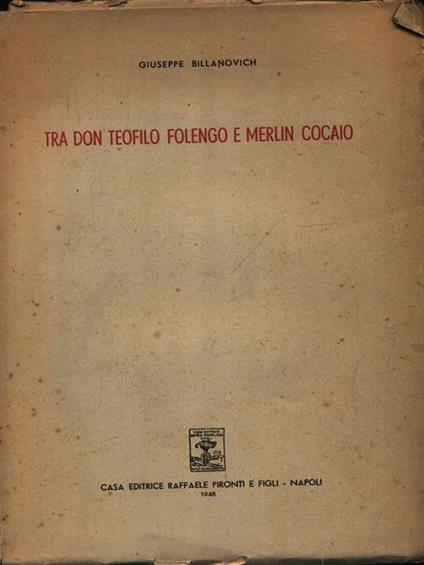 GIUSEPPE BILLANOVICH
TRA DON TEOFILO FOLENGO E MERLIN COCAIO
CASA EDITRICE RAFFAELE PIRONTI E FIGLI - NAPOLI
1948